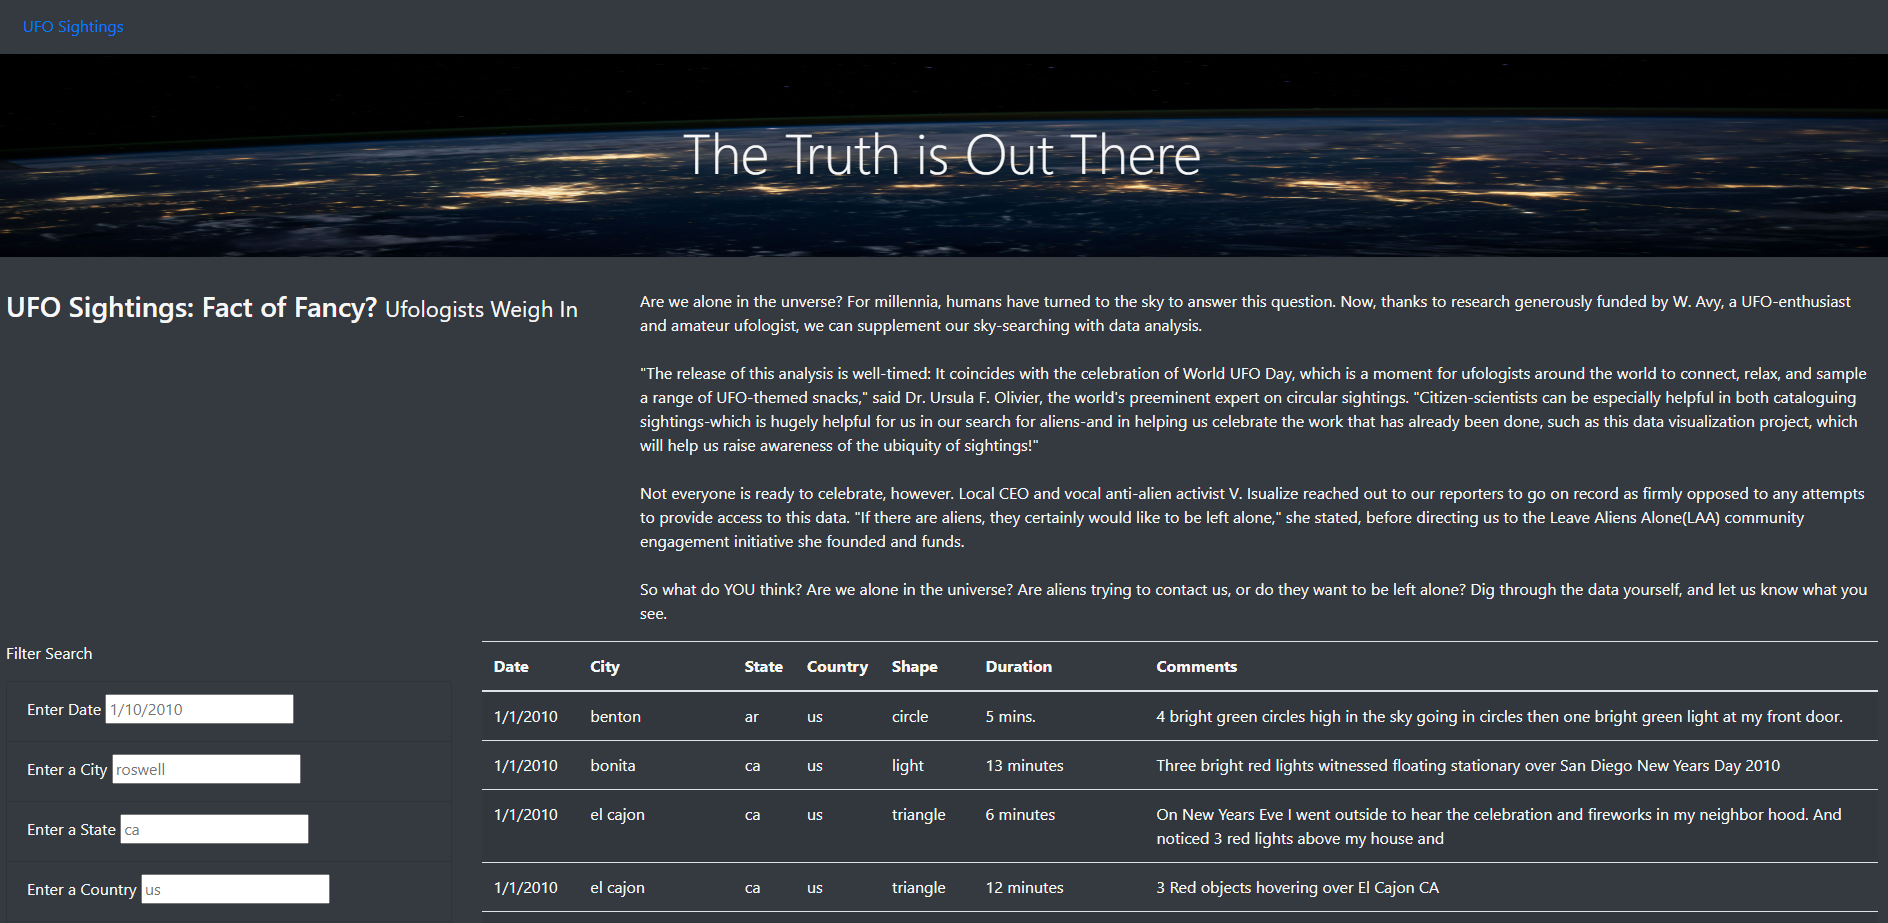 UFO Sightings
The Truth is Out There
UFO Sightings: Fact of Fancy? Ufologists Weigh In
Are we alone in the unverse? For millennia, humans have turned to the sky to answer this question. Now, thanks to research generously funded by W. Avy, a UFO-enthusiast
and amateur ufologist, we can supplement our sky-searching with data analysis.
"The release of this analysis is well-timed: It coincides with the celebration of World UFO Day, which is a moment for ufologists around the world to connect, relax, and sample
a range of UFO-themed snacks," said Dr. Ursula F. Olivier, the world's preeminent expert on circular sightings. "Citizen-scientists can be especially helpful in both cataloguing
sightings-which is hugely helpful for us in our search for aliens-and in helping us celebrate the work that has already been done, such as this data visualization project, which
will help us raise awareness of the ubiquity of sightings!"
Not everyone is ready to celebrate, however. Local CEO and vocal anti-alien activist V. Isualize reached out to our reporters to go on record as firmly opposed to any attempts
to provide access to this data. "If there are aliens, they certainly would like to be left alone," she stated, before directing us to the Leave Aliens Alone(LAA) community
engagement initiative she founded and funds.
So what do YOU think? Are we alone in the universe? Are aliens trying to contact us, or do they want to be left alone? Dig through the data yourself, and let us know what you
see.
Filter Search
Enter Date 1/10/2010
Enter a City roswell
Enter a State ca
Enter a Country us
Date City State Country Shape Duration Comments
1/1/2010 benton ar us circle 5 mins. 4 bright green circles high in the sky going in circles then one bright green light at my front door.
1/1/2010 bonita ca us light 13 minutes Three bright red lights witnessed floating stationary over San Diego New Years Day 2010
1/1/2010 el cajon ca us triangle 6 minutes On New Years Eve I went outside to hear the celebration and fireworks in my neighbor hood. And
noticed 3 red lights above my house and
1/1/2010 el cajon ca us triangle 12 minutes 3 Red objects hovering over El Cajon CA